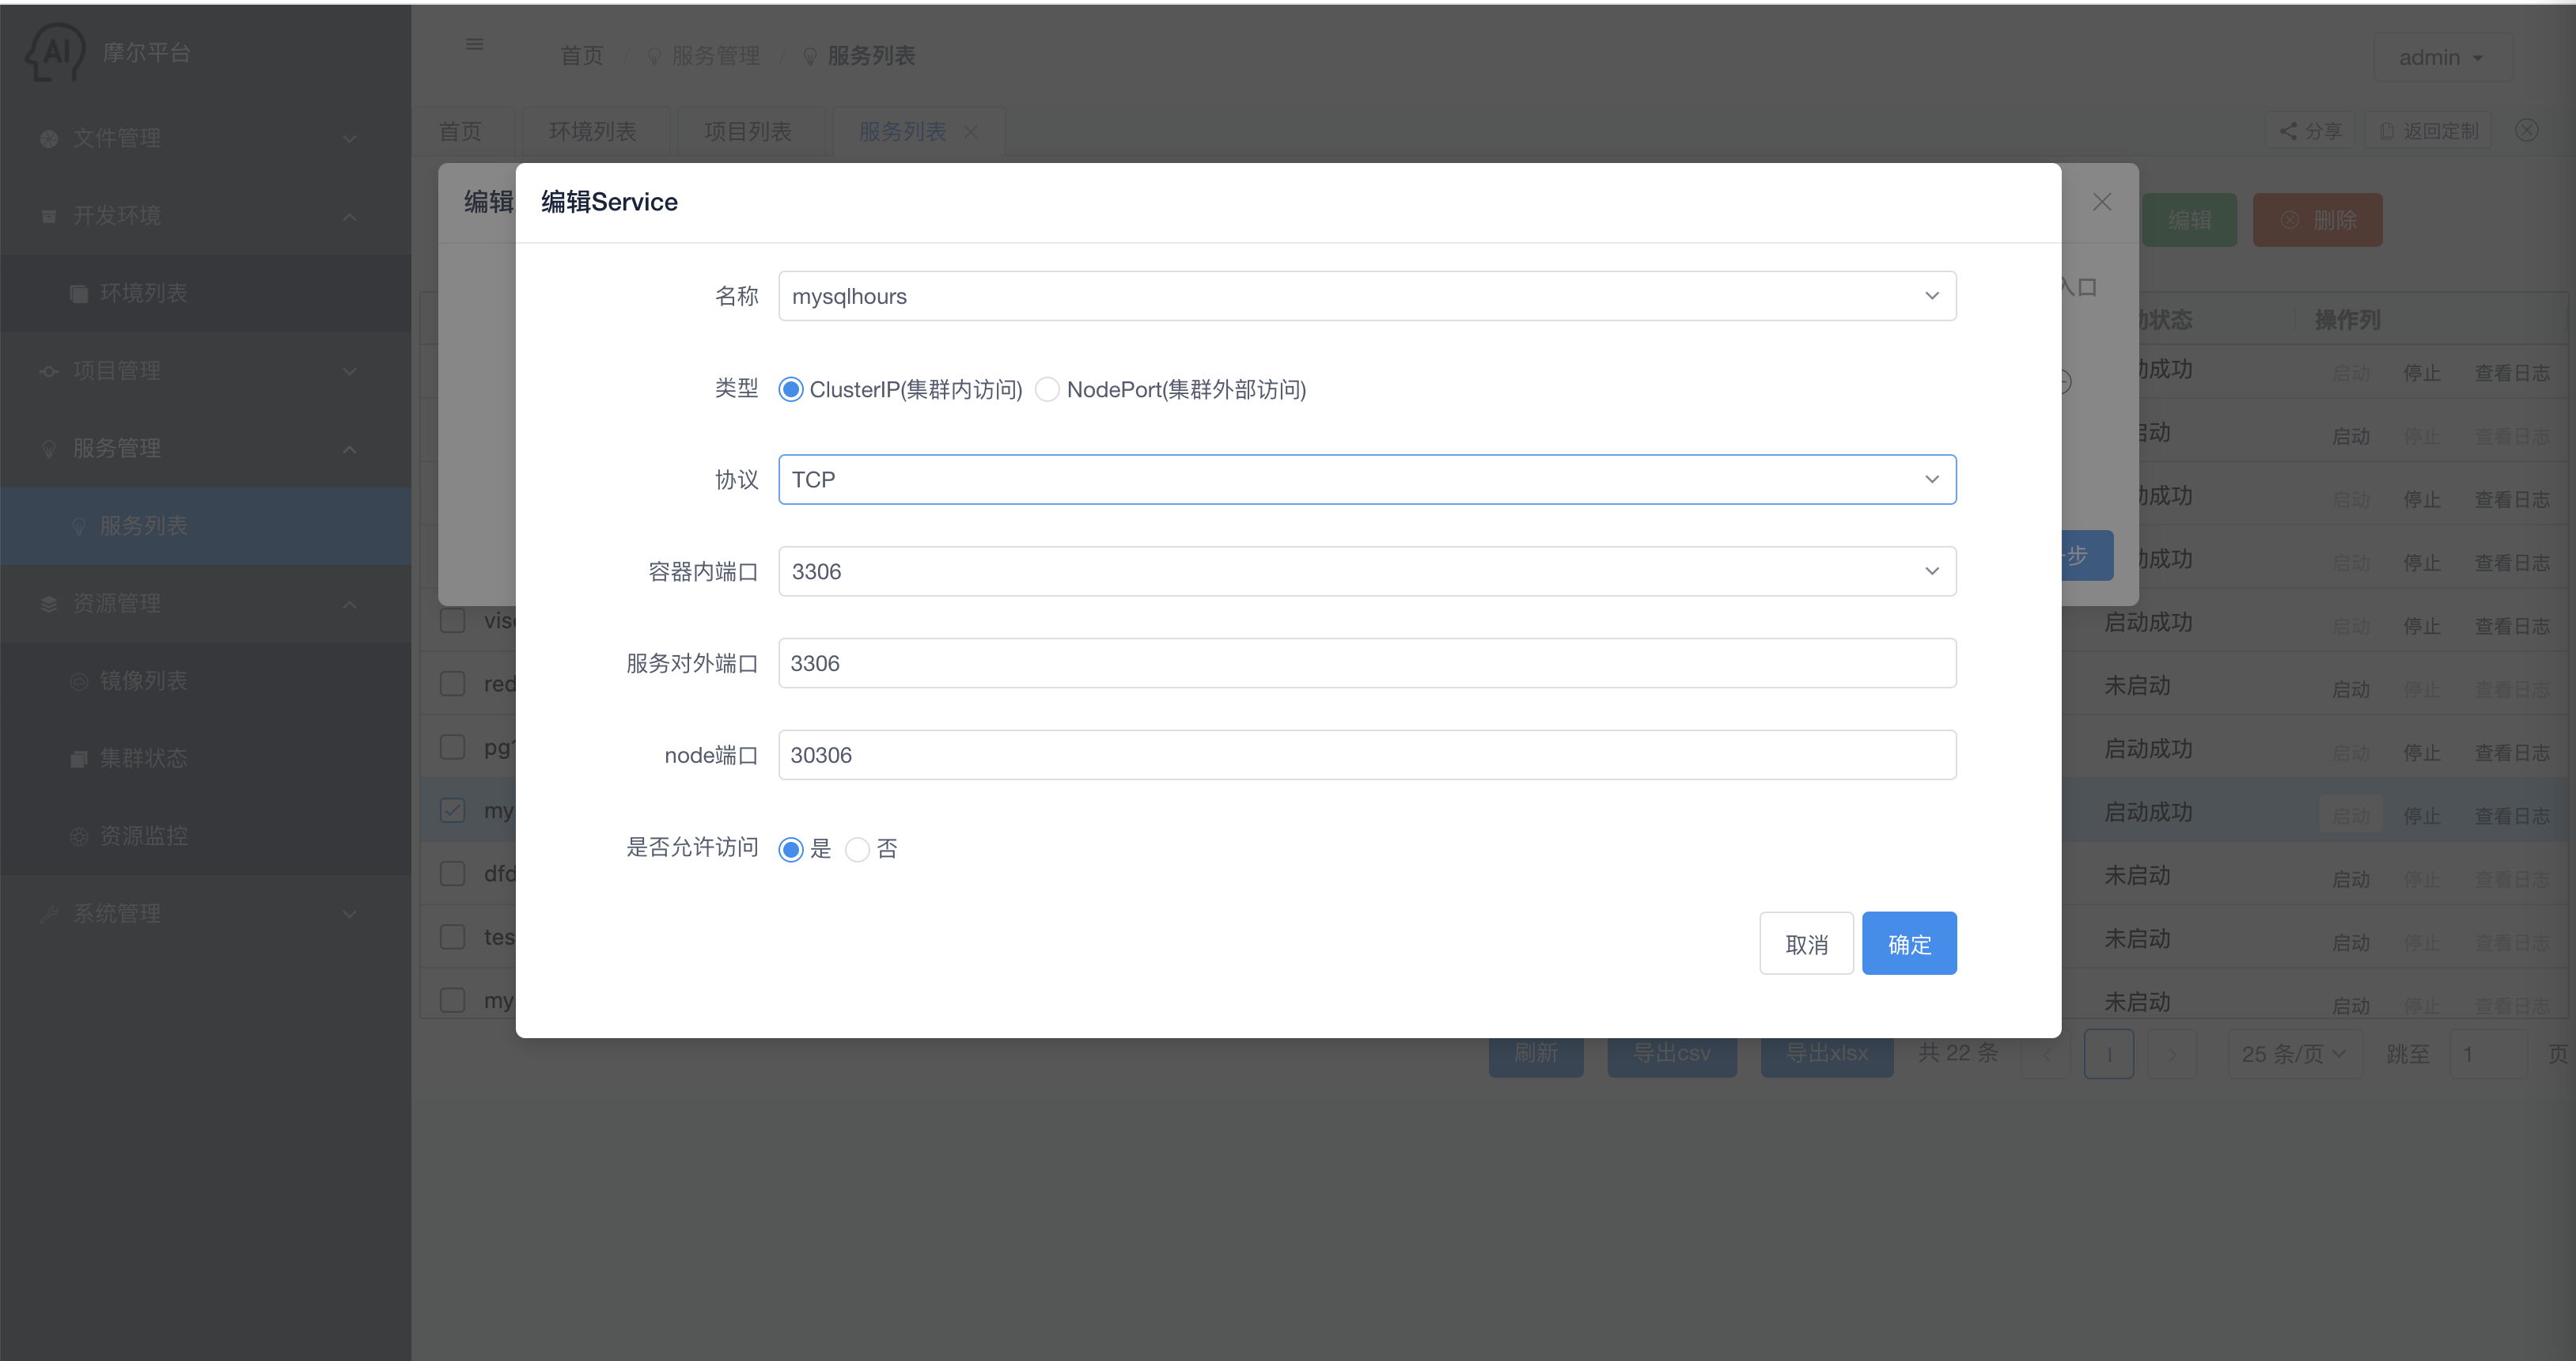 AI 摩尔平台
首页 / 服务管理 / 服务列表
admin
文件管理
开发环境
环境列表
项目管理
服务管理
服务列表
资源管理
镜像列表
集群状态
资源监控
系统管理
首页 环境列表 项目列表 服务列表
分享 返回定制
编辑 删除
编辑
入口
步
编辑Service
名称 mysqlhours
类型 ClusterIP(集群内访问) NodePort(集群外部访问)
协议 TCP
容器内端口 3306
服务对外端口 3306
node端口 30306
是否允许访问 是 否
取消 确定
状态 操作列
动成功 启动 停止 查看日志
启动 启动 停止 查看日志
动成功 启动 停止 查看日志
动成功 启动 停止 查看日志
vis 启动成功 启动 停止 查看日志
red 未启动 启动 停止 查看日志
pg 启动成功 启动 停止 查看日志
my 启动成功 启动 停止 查看日志
dfd 未启动 启动 停止 查看日志
tes 未启动 启动 停止 查看日志
my 未启动 启动 停止 查看日志
刷新 导出csv 导出xlsx 共 22 条 1 25 条/页 跳至 1 页